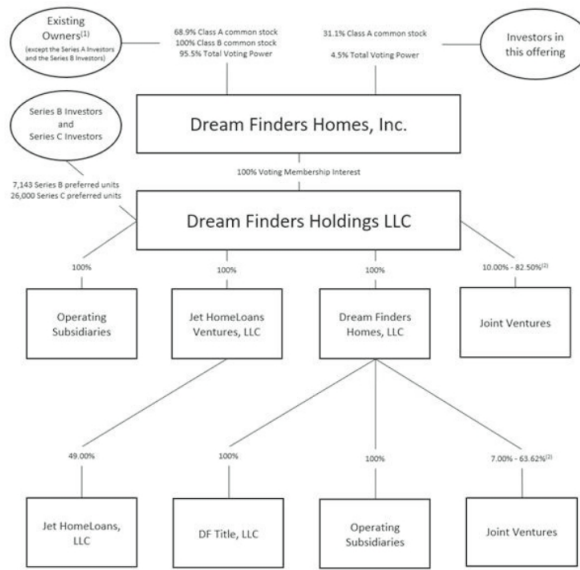 Existing
Owners(1)
(except the Series A Investors
and the Series B Investors)
68.9% Class A common stock
100% Class B common stock
95.5% Total Voting Power
31.1% Class A common stock
4.5% Total Voting Power
Investors in
this offering
Dream Finders Homes, Inc.
Series B Investors
and
Series C Investors
100% Voting Membership Interest
7,143 Series B preferred units
26,000 Series C preferred units
Dream Finders Holdings LLC
100%
100%
100%
10.00% - 82.50%(2)
Operating
Subsidiaries
Jet HomeLoans
Ventures, LLC
Dream Finders
Homes, LLC
Joint Ventures
49.00%
100%
100%
7.00% - 63.62%(2)
Jet HomeLoans,
LLC
DF Title, LLC
Operating
Subsidiaries
Joint Ventures